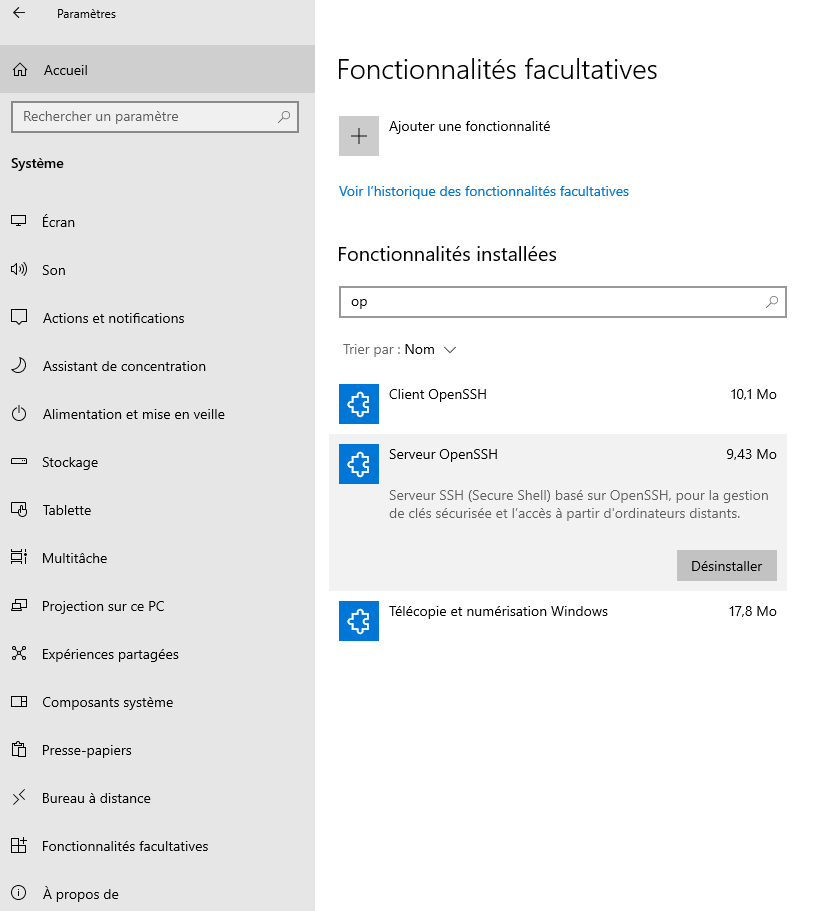 Paramètres
Accueil
Rechercher un paramètre
Système
Écran
Son
Actions et notifications
Assistant de concentration
Alimentation et mise en veille
Stockage
Tablette
Multitâche
Projection sur ce PC
Expériences partagées
Composants système
Presse-papiers
Bureau à distance
Fonctionnalités facultatives
À propos de
Fonctionnalités facultatives
Ajouter une fonctionnalité
Voir l’historique des fonctionnalités facultatives
Fonctionnalités installées
op
Trier par : Nom
Client OpenSSH 10,1 Mo
Serveur OpenSSH 9,43 Mo
Serveur SSH (Secure Shell) basé sur OpenSSH, pour la gestion
de clés sécurisée et l’accès à partir d'ordinateurs distants.
Désinstaller
Télécopie et numérisation Windows 17,8 Mo